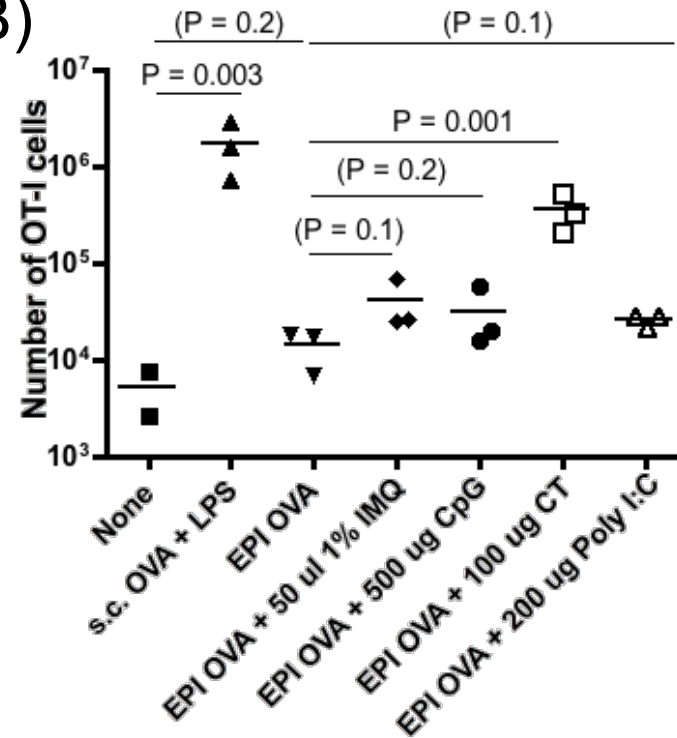 B)
(P = 0.2)
(P = 0.1)
P = 0.003
P = 0.001
(P = 0.2)
(P = 0.1)
Number of OT-I cells
10⁷
10⁶
10⁵
10⁴
10³
None
s.c. OVA + LPS
EPI OVA
EPI OVA + 50 ul 1% IMQ
EPI OVA + 500 ug CpG
EPI OVA + 100 ug CT
EPI OVA + 200 ug Poly I:C